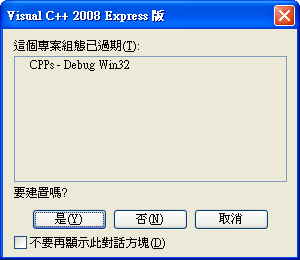 Visual C++ 2008 Express 版
這個專案組態已過期(T):
CPPs - Debug Win32
要建置嗎?
是(Y)
否(N)
取消
不要再顯示此對話方塊(D)